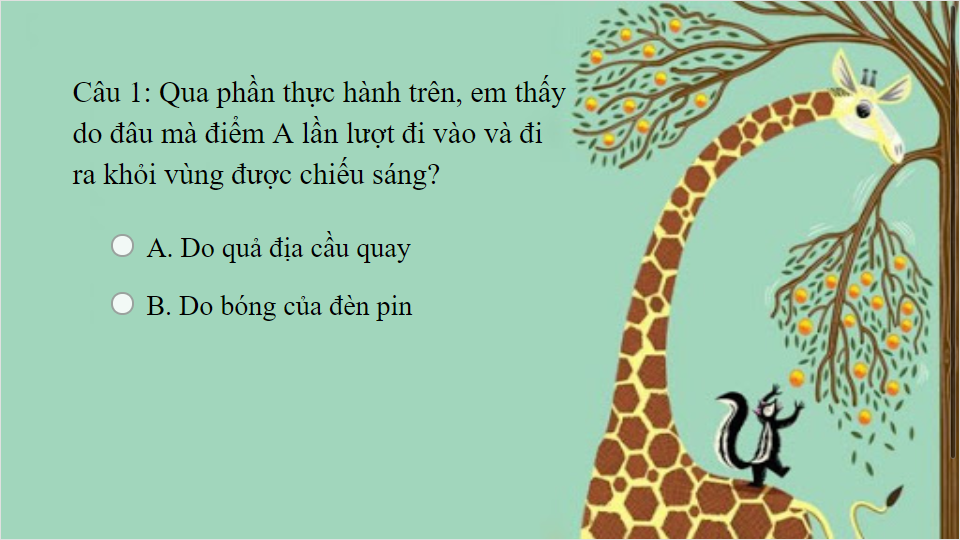 Câu 1: Qua phần thực hành trên, em thấy
do đâu mà điểm A lần lượt đi vào và đi
ra khỏi vùng được chiếu sáng?
A. Do quả địa cầu quay
B. Do bóng của đèn pin